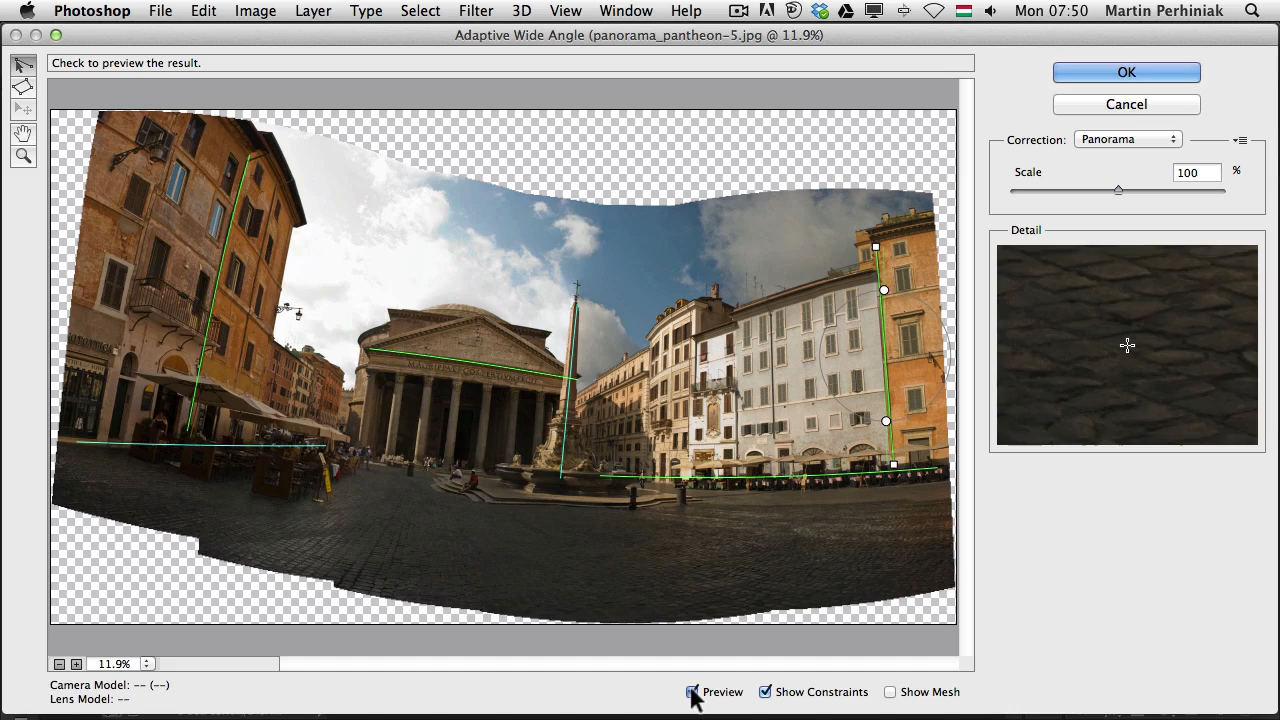 Photoshop File Edit Image Layer Type Select Filter 3D View Window Help Mon 07:50 Martin Perhiniak
Adaptive Wide Angle (panorama_pantheon-5.jpg @ 11.9%)
Check to preview the result.
OK
Cancel
Correction: Panorama
Scale 100 %
Detail
11.9%
Camera Model: -- (--)
Lens Model: --
Preview Show Constraints Show Mesh